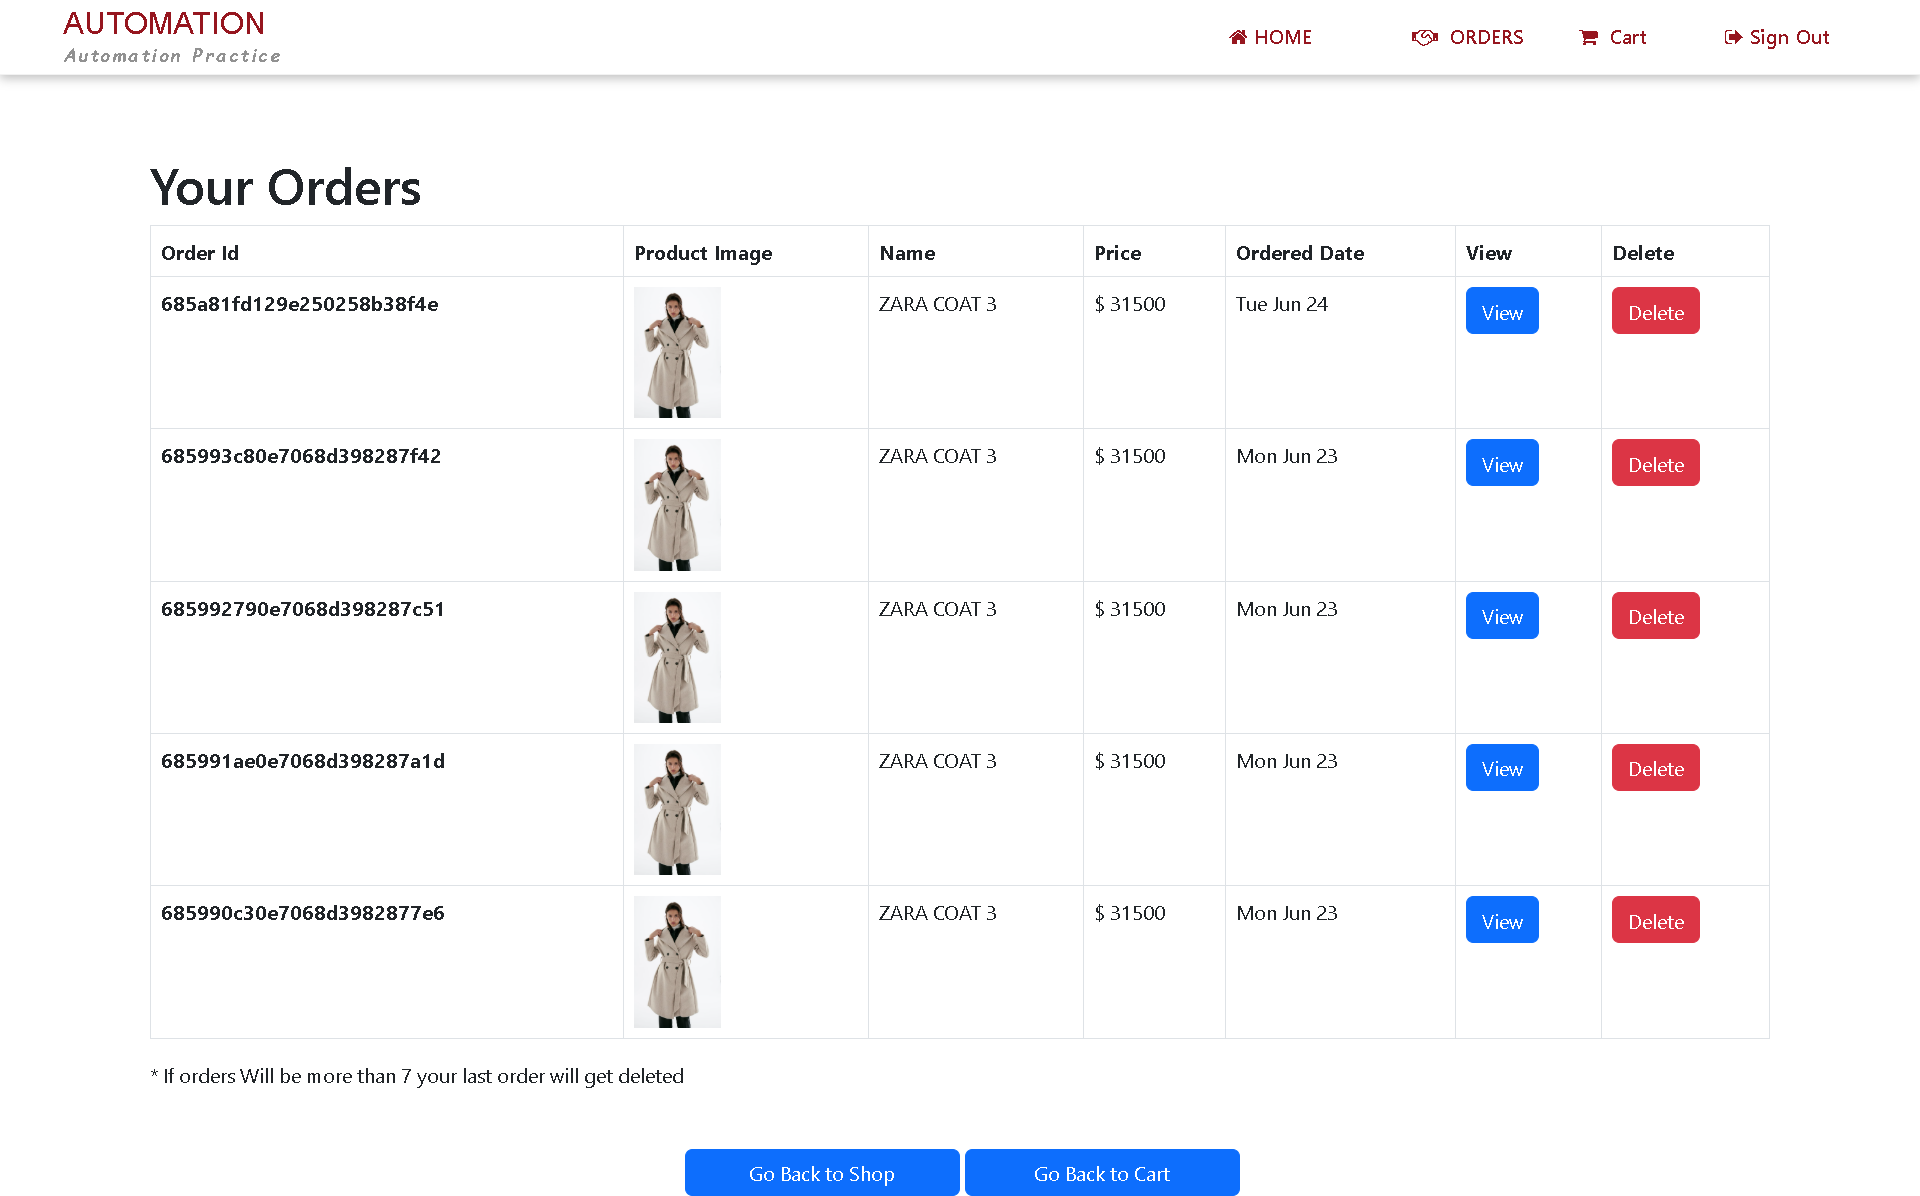 AUTOMATION
Automation Practice
HOME ORDERS Cart Sign Out
Your Orders
Order Id Product Image Name Price Ordered Date View Delete
685a81fd129e250258b38f4e ZARA COAT 3 $ 31500 Tue Jun 24 View Delete
685993c80e7068d398287f42 ZARA COAT 3 $ 31500 Mon Jun 23 View Delete
685992790e7068d398287c51 ZARA COAT 3 $ 31500 Mon Jun 23 View Delete
685991ae0e7068d398287a1d ZARA COAT 3 $ 31500 Mon Jun 23 View Delete
685990c30e7068d3982877e6 ZARA COAT 3 $ 31500 Mon Jun 23 View Delete
* If orders Will be more than 7 your last order will get deleted
Go Back to Shop Go Back to Cart